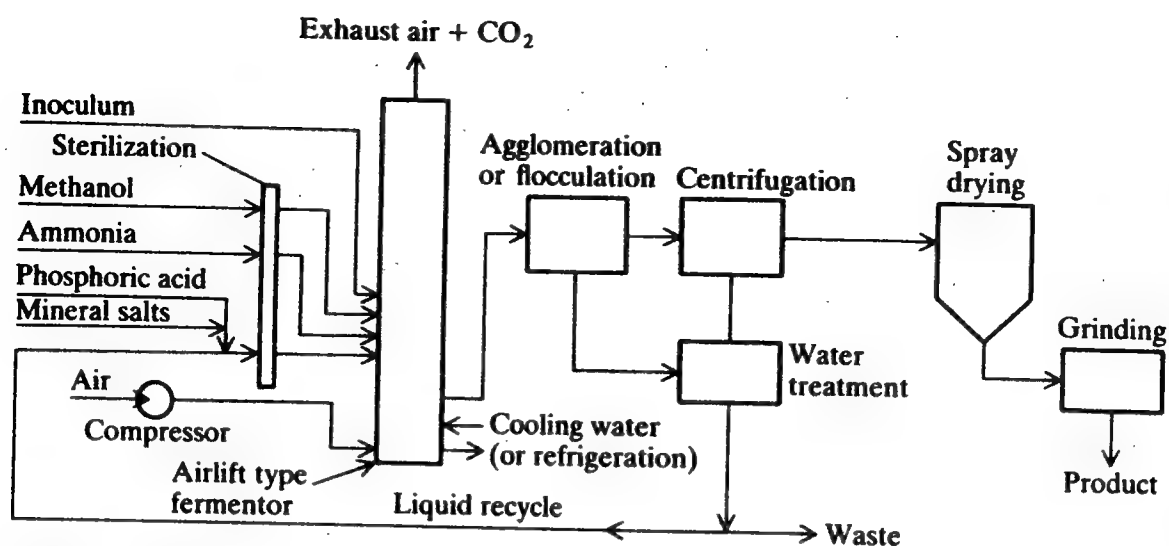 Exhaust air + CO₂
Inoculum
Sterilization
Methanol
Ammonia
Phosphoric acid
Mineral salts
Air
Compressor
Airlift type
fermentor
Agglomeration
or flocculation
Centrifugation
Spray
drying
Grinding
Water
treatment
Cooling water
(or refrigeration)
Product
Liquid recycle
Waste